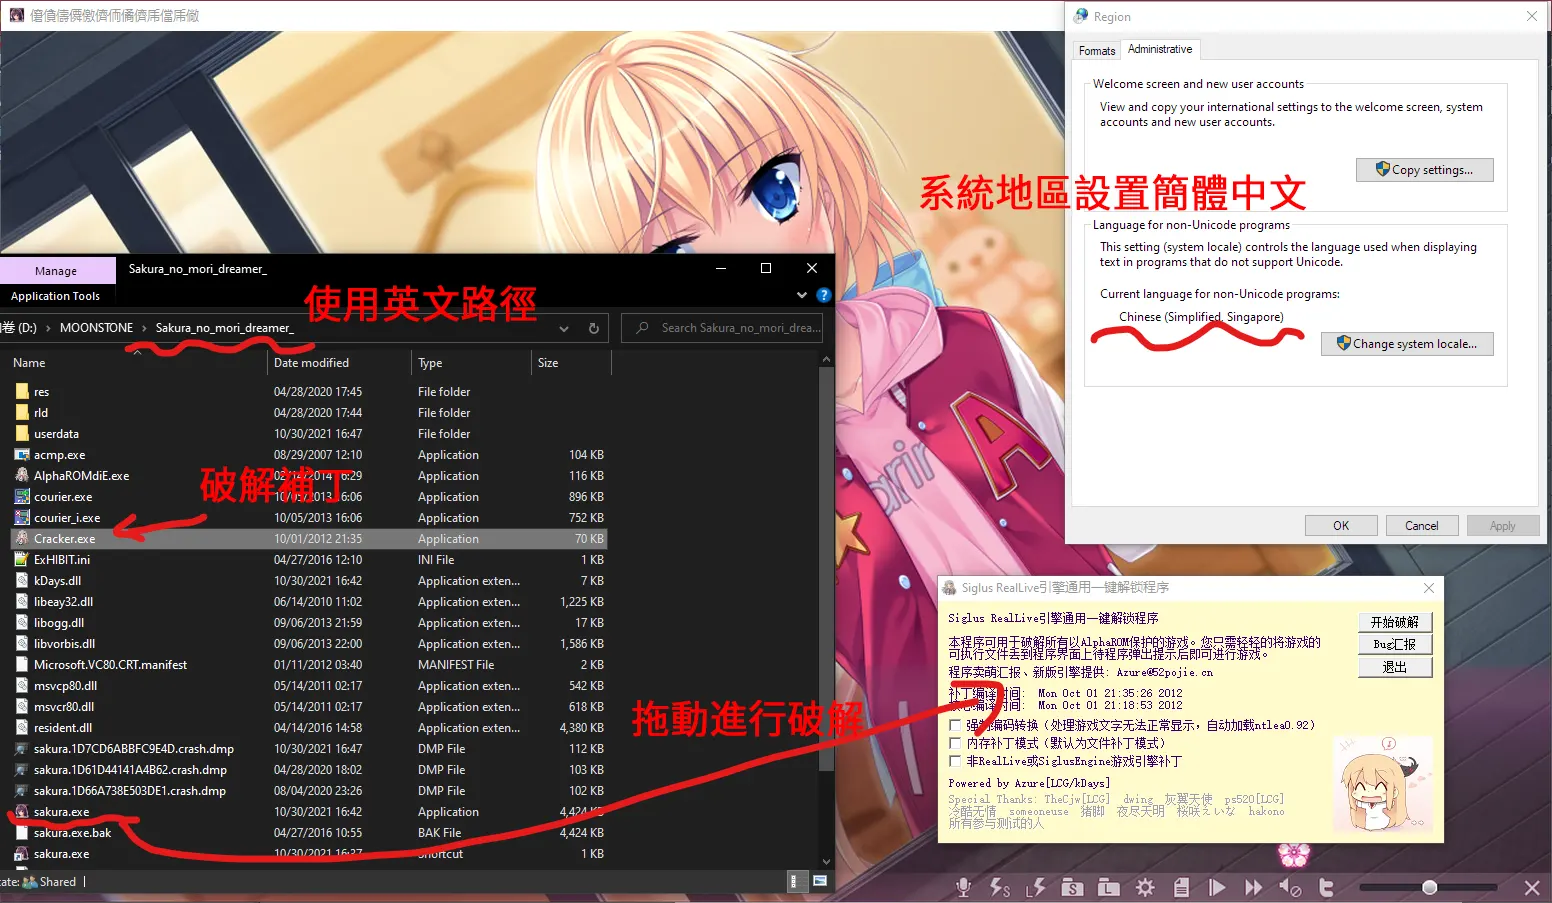 Region
Formats
Administrative
Welcome screen and new user accounts
View and copy your international settings to the welcome screen, system
accounts and new user accounts.
Copy settings...
系統地區設置簡體中文
Language for non-Unicode programs
This setting (system locale) controls the language used when displaying
text in programs that do not support Unicode.
Current language for non-Unicode programs:
Chinese (Simplified, Singapore)
Change system locale...
OK
Cancel
Apply
Manage
Sakura_no_mori_dreamer_
Application Tools
使用英文路徑
卷 (D:)
MOONSTONE
Sakura_no_mori_dreamer_
Search Sakura_no_mori_drea...
Name Date modified Type Size
res 04/28/2020 17:45 File folder
rld 04/28/2020 17:44 File folder
userdata 10/30/2021 16:47 File folder
acmp.exe 08/29/2007 12:10 Application 104 KB
AlphaROMdiE.exe Application 116 KB
破解補丁
courier.exe 10/05/2013 16:06 Application 896 KB
courier_i.exe 10/05/2013 16:06 Application 752 KB
Cracker.exe 10/01/2012 21:35 Application 70 KB
ExHIBIT.ini 04/27/2016 12:10 INI File 1 KB
kDays.dll 10/30/2021 16:42 Application exten... 7 KB
libeay32.dll 06/14/2010 11:02 Application exten... 1,225 KB
libogg.dll 09/06/2013 21:59 Application exten... 17 KB
libvorbis.dll 09/06/2013 22:00 Application exten... 1,586 KB
Microsoft.VC80.CRT.manifest 01/11/2012 03:40 MANIFEST File 2 KB
msvcp80.dll 05/14/2011 02:17 Application exten... 542 KB
msvcr80.dll 05/14/2011 02:17 Application exten... 618 KB
resident.dll 04/14/2016 14:58 Application exten... 4,380 KB
sakura.1D7CD6ABBFC9E4D.crash.dmp 10/30/2021 16:47 DMP File 112 KB
sakura.1D61D44141A4B62.crash.dmp 04/28/2020 18:02 DMP File 103 KB
sakura.1D66A738E503DE1.crash.dmp 08/04/2020 23:26 DMP File 102 KB
sakura.exe 10/30/2021 16:42 Application 4,424 KB
sakura.exe.bak 04/27/2016 10:55 BAK File 4,424 KB
sakura.exe 10/30/2021 16:37 Shortcut 1 KB
ate: Shared
拖動進行破解
Siglus RealLive引擎通用一键解锁程序
Siglus RealLive引擎通用一键解锁程序
本程序可用于破解所有以AlphaROM保护的游戏。您只需轻轻的将游戏的
可执行文件丢到程序界面上待程序弹出提示后即可进行游戏。
程序卖萌汇报、新版引擎提供: Azure@52pojie.cn
补丁编译时间: Mon Oct 01 21:35:26 2012
编译时间: Mon Oct 01 21:18:53 2012
强制编码转换（处理游戏文字无法正常显示，自动加载ntlea0.92）
内存补丁模式（默认为文件补丁模式）
非RealLive或SiglusEngine游戏引擎补丁
Powered by Azure[LCG/kDays]
Special Thanks: TheCjw[LCG] dwing 灰翼天使 ps520[LCG]
冷酷无情 someoneuse 猪脚 夜尽天明 桜咲えいな hakono
所有参与测试的人
开始破解
Bug汇报
退出